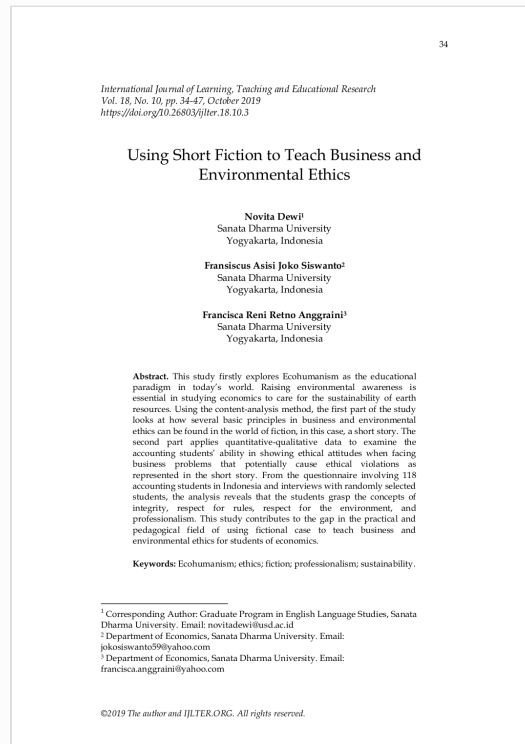 34
International Journal of Learning, Teaching and Educational Research
Vol. 18, No. 10, pp. 34-47, October 2019
https://doi.org/10.26803/ijlter.18.10.3
Using Short Fiction to Teach Business and
Environmental Ethics
Novita Dewi¹
Sanata Dharma University
Yogyakarta, Indonesia
Fransiscus Asisi Joko Siswanto²
Sanata Dharma University
Yogyakarta, Indonesia
Francisca Reni Retno Anggraini³
Sanata Dharma University
Yogyakarta, Indonesia
Abstract. This study firstly explores Ecohumanism as the educational
paradigm in today's world. Raising environmental awareness is
essential in studying economics to care for the sustainability of earth
resources. Using the content-analysis method, the first part of the study
looks at how several basic principles in business and environmental
ethics can be found in the world of fiction, in this case, a short story. The
second part applies quantitative-qualitative data to examine the
accounting students' ability in showing ethical attitudes when facing
business problems that potentially cause ethical violations as
represented in the short story. From the questionnaire involving 118
accounting students in Indonesia and interviews with randomly selected
students, the analysis reveals that the students grasp the concepts of
integrity, respect for rules, respect for the environment, and
professionalism. This study contributes to the gap in the practical and
pedagogical field of using fictional case to teach business and
environmental ethics for students of economics.
Keywords: Ecohumanism; ethics; fiction; professionalism; sustainability.
¹ Corresponding Author: Graduate Program in English Language Studies, Sanata
Dharma University. Email: novitadewi@usd.ac.id
² Department of Economics, Sanata Dharma University. Email:
jokosiswanto59@yahoo.com
³ Department of Economics, Sanata Dharma University. Email:
francisca.anggraini@yahoo.com
©2019 The author and IJLTER.ORG. All rights reserved.